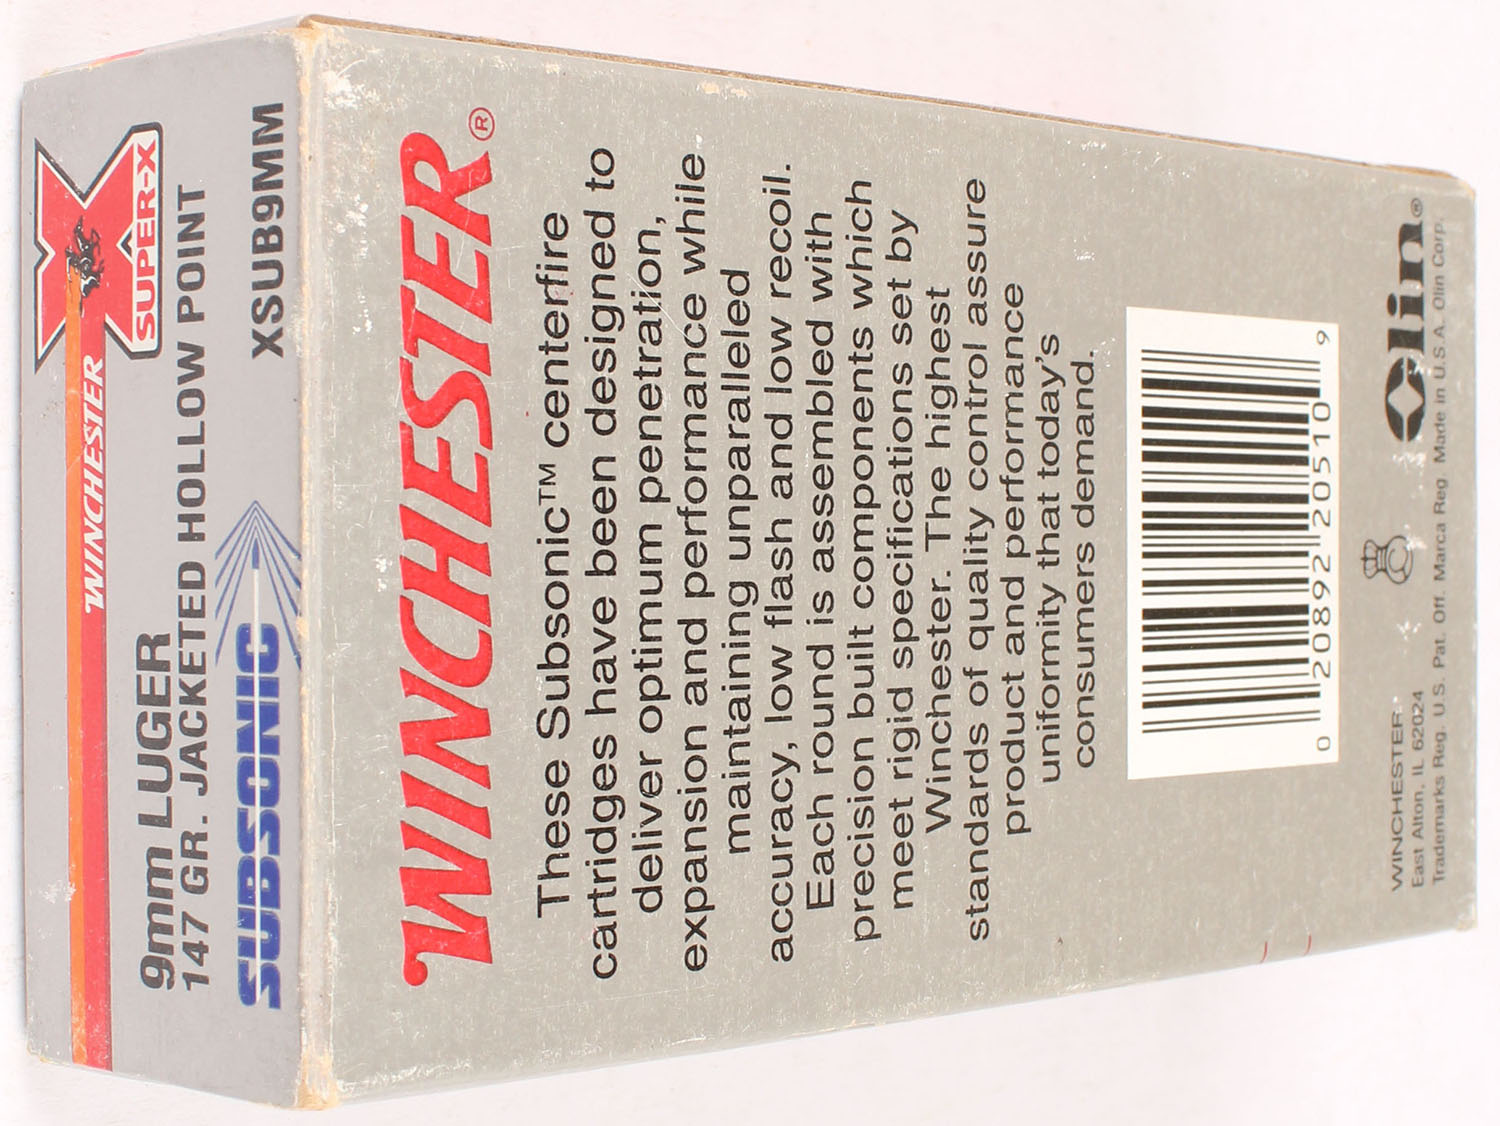 WINCHESTER
SUPER-X
9mm LUGER
147 GR. JACKETED HOLLOW POINT
SUBSONIC
XSUB9MM
WINCHESTER®
These Subsonic™ centerfire
cartridges have been designed to
deliver optimum penetration,
expansion and performance while
maintaining unparalleled
accuracy, low flash and low recoil.
Each round is assembled with
precision built components which
meet rigid specifications set by
Winchester. The highest
standards of quality control assure
product and performance
uniformity that today's
consumers demand.
0 20892 20510 9
WINCHESTER
East Alton, IL 62024
Trademarks Reg. U.S. Pat. Off. Marca Reg Made in U.S.A. Olin Corp.
Olin®